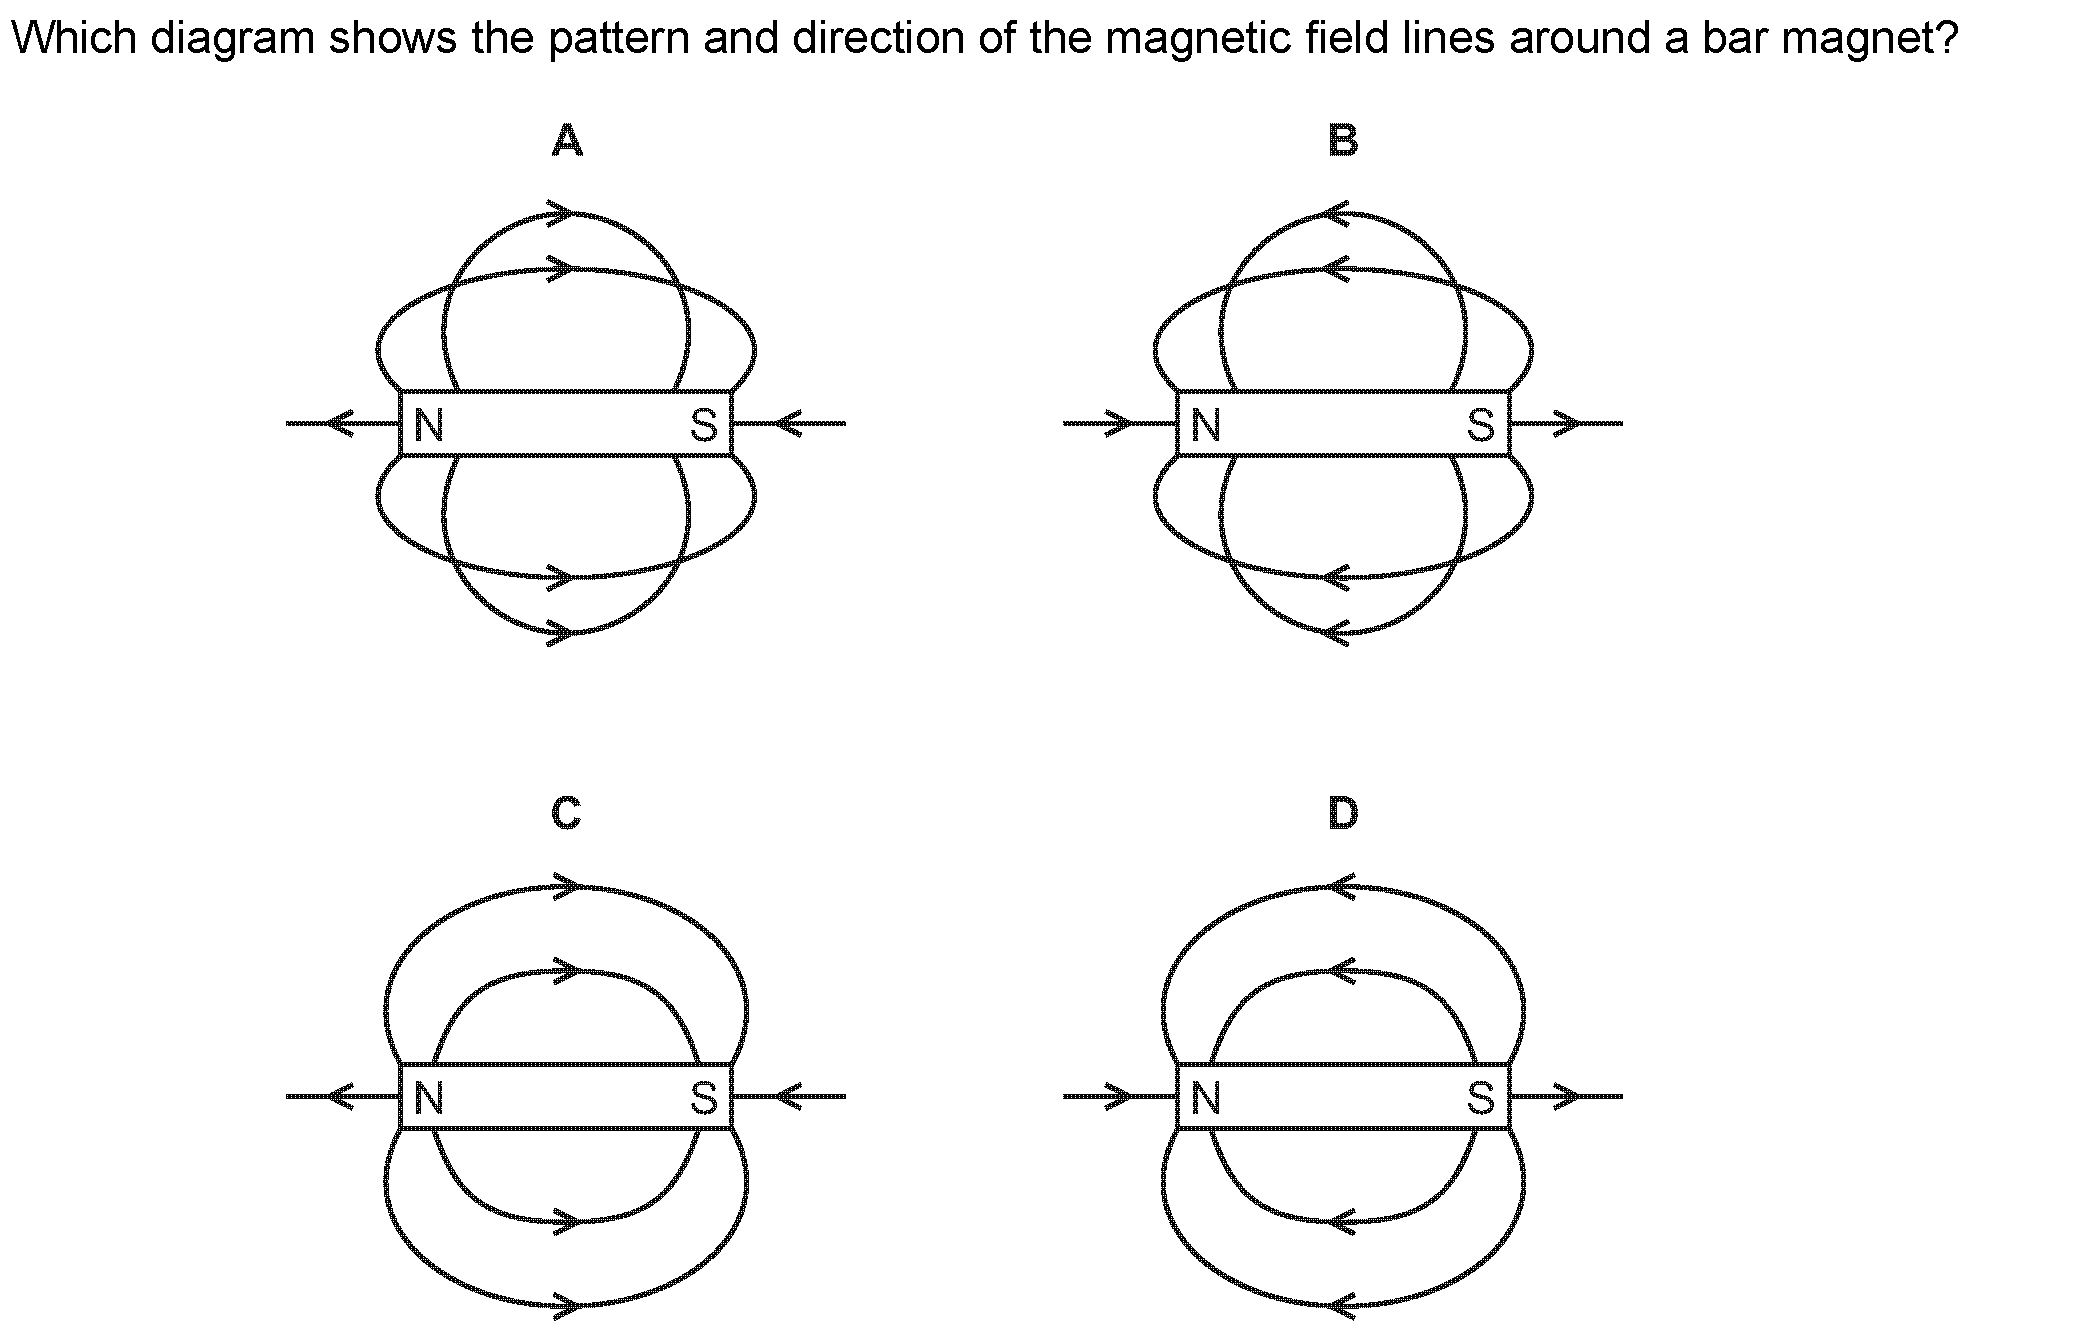 Which diagram shows the pattern and direction of the magnetic field lines around a bar magnet?
A B
N S N S
C D
N S N S